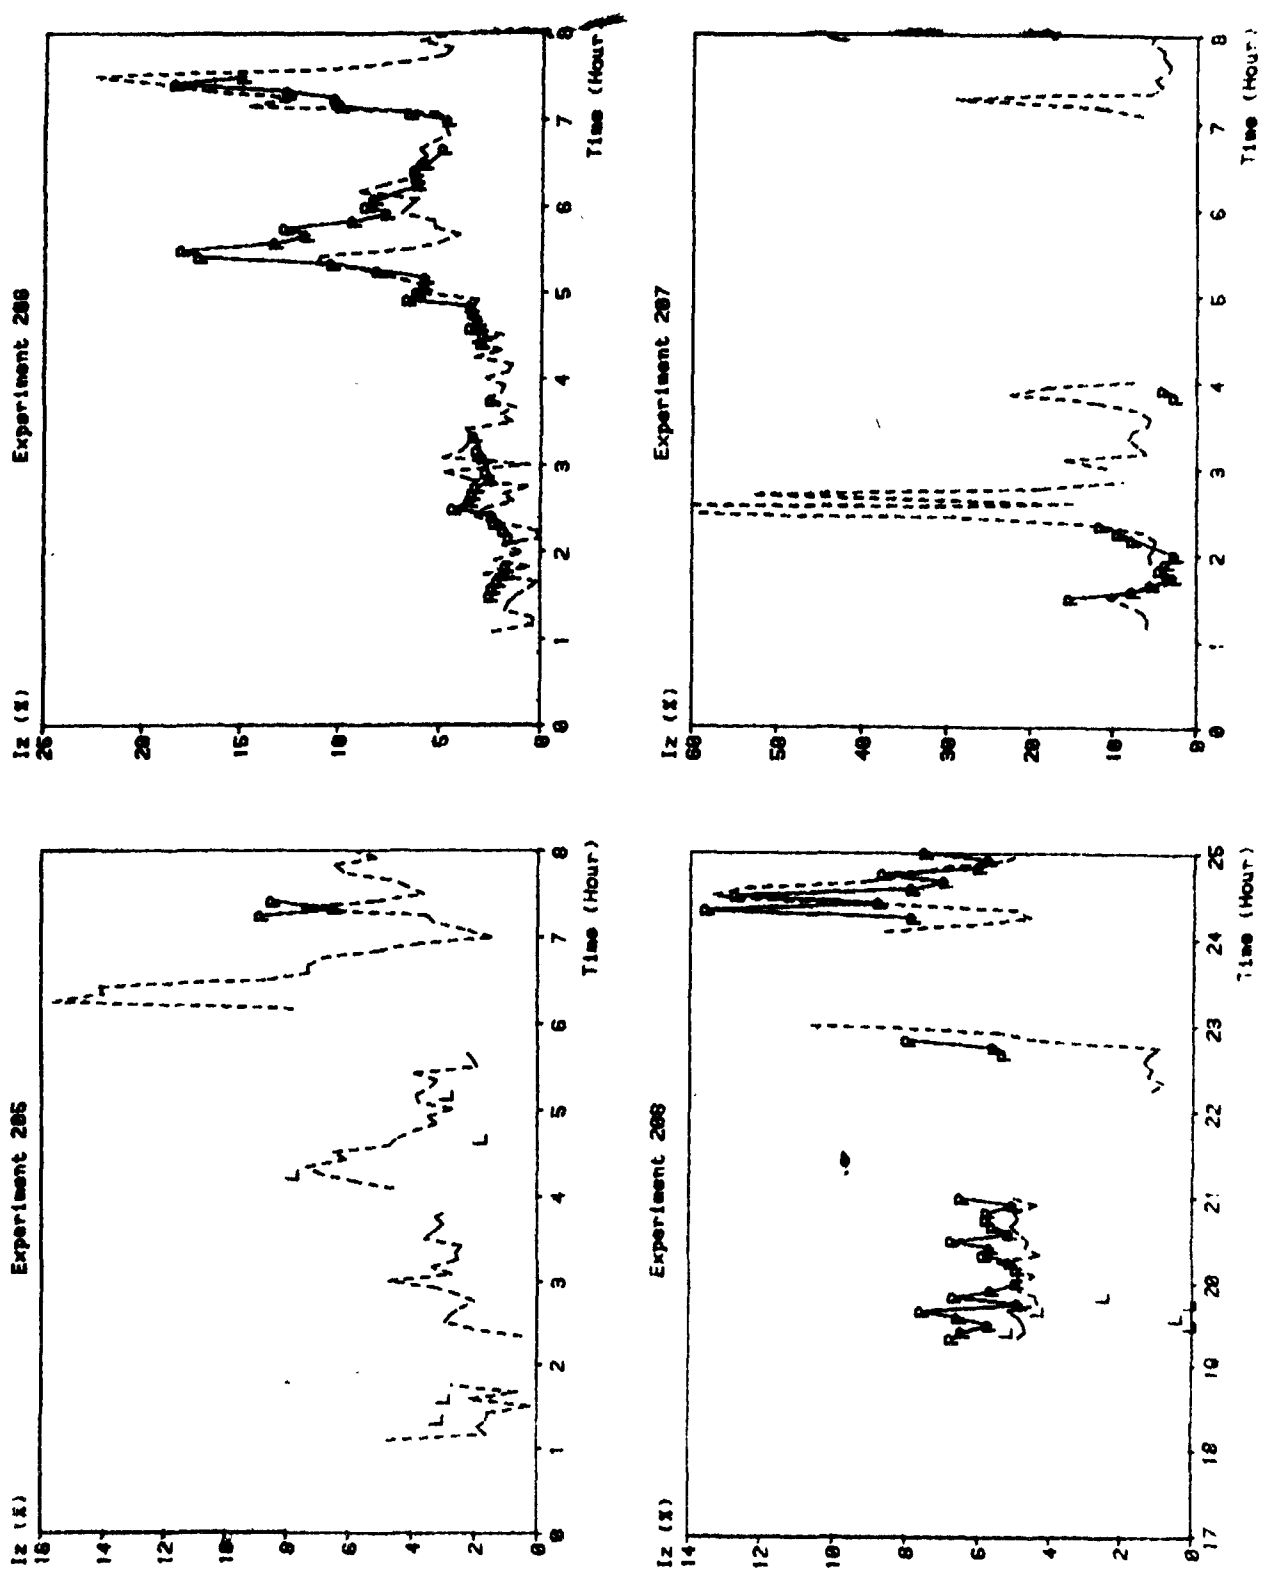 Experiment 205
Iz (%)
16
14
12
10
8
6
4
2
0
0 1 2 3 4 5 6 7 8
Time (Hour)
L
L
L
L
L
Experiment 206
Iz (%)
25
20
15
10
5
0
0 1 2 3 4 5 6 7 8
Time (Hour)
Experiment 208
Iz (%)
14
12
10
8
6
4
2
0
17 18 19 20 21 22 23 24 25
Time (Hour)
L
L
L
L
Experiment 207
Iz (%)
60
50
40
30
20
10
0
0 1 2 3 4 5 6 7 8
Time (Hour)